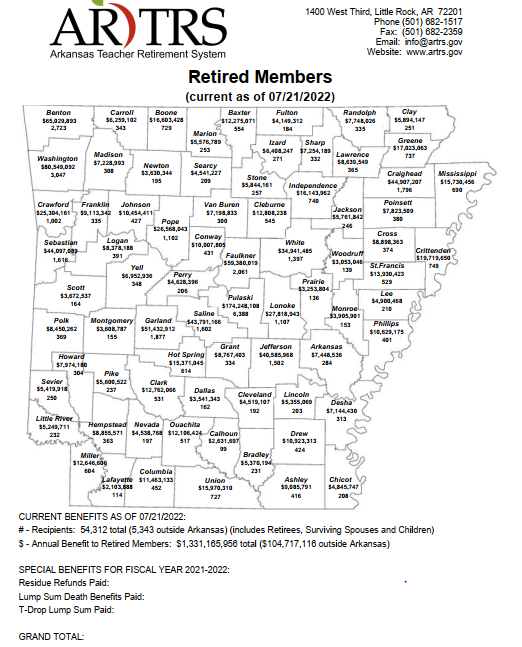 AR TRS
Arkansas Teacher Retirement System
1400 West Third, Little Rock, AR 72201
Phone (501) 682-1517
Fax: (501) 682-2359
Email: info@artrs.gov
Website: www.artrs.gov
Retired Members
(current as of 07/21/2022)
Benton
$65,029,893
2,723
Carroll
$6,259,102
343
Boone
$16,603,428
729
Baxter
$12,275,071
554
Fulton
$4,149,312
184
Randolph
$7,748,026
335
Clay
$5,894,147
251
Marion
$5,576,789
253
Izard
$6,408,247
271
Sharp
$7,254,189
332
Greene
$17,023,063
737
Washington
$80,549,092
3,047
Madison
$7,228,993
308
Newton
$3,630,344
195
Searcy
$4,541,227
209
Lawrence
$8,639,549
365
Stone
$5,844,161
257
Independence
$16,143,962
740
Craighead
$44,907,207
1,796
Mississippi
$15,730,456
690
Crawford
$25,304,161
1,002
Franklin
$9,113,342
335
Johnson
$10,454,411
427
Van Buren
$7,198,833
300
Cleburne
$12,808,238
545
Jackson
$5,761,842
246
Poinsett
$7,823,509
380
Pope
$26,568,043
1,102
Sebastian
$44,097,089
1,616
Logan
$8,378,188
391
Conway
$10,007,805
431
Faulkner
$59,380,019
2,061
White
$34,941,485
1,397
Woodruff
$3,053,046
139
Cross
$8,898,363
374
Crittenden
$19,719,650
749
St.Francis
$13,930,423
529
Yell
$6,952,936
348
Perry
$4,628,396
206
Prairie
$3,253,804
136
Scott
$3,672,537
164
Pulaski
$174,248,108
6,388
Lonoke
$27,818,943
1,107
Monroe
$3,905,901
153
Lee
$4,900,468
210
Phillips
$10,629,175
401
Polk
$8,450,262
369
Montgomery
$3,608,787
155
Garland
$51,432,912
1,877
Saline
$43,791,166
1,602
Hot Spring
$15,371,045
614
Grant
$8,767,403
334
Jefferson
$40,585,968
1,502
Arkansas
$7,448,536
284
Howard
$7,974,180
304
Sevier
$5,419,918
250
Pike
$5,600,522
237
Clark
$12,762,066
531
Dallas
$3,541,343
162
Cleveland
$4,519,107
192
Lincoln
$5,355,069
203
Desha
$7,144,430
313
Little River
$5,249,711
232
Hempstead
$8,855,571
363
Nevada
$4,538,768
197
Ouachita
$12,106,424
517
Calhoun
$2,631,697
99
Drew
$10,923,313
424
Bradley
$5,370,194
231
Miller
$12,646,606
604
Lafayette
$2,103,888
114
Columbia
$11,463,133
452
Union
$15,970,310
727
Ashley
$9,085,791
416
Chicot
$4,845,747
208
CURRENT BENEFITS AS OF 07/21/2022:
# - Recipients: 54,312 total (5,343 outside Arkansas) (includes Retirees, Surviving Spouses and Children)
$ - Annual Benefit to Retired Members: $1,331,165,956 total ($104,717,116 outside Arkansas)
SPECIAL BENEFITS FOR FISCAL YEAR 2021-2022:
Residue Refunds Paid:
Lump Sum Death Benefits Paid:
T-Drop Lump Sum Paid:
GRAND TOTAL: